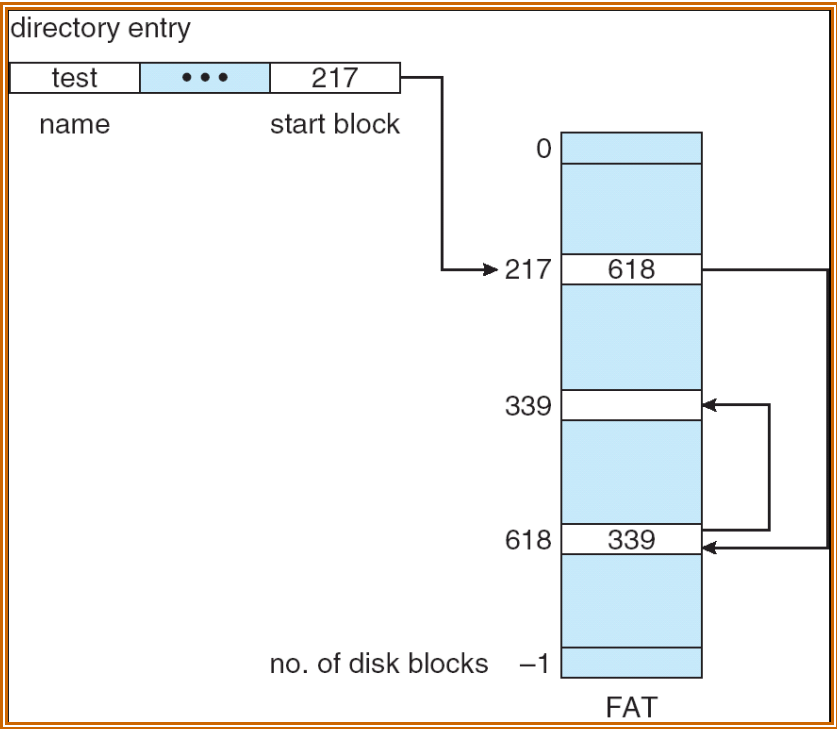 directory entry
test ••• 217
name start block
0
217 618
339
618 339
no. of disk blocks –1
FAT